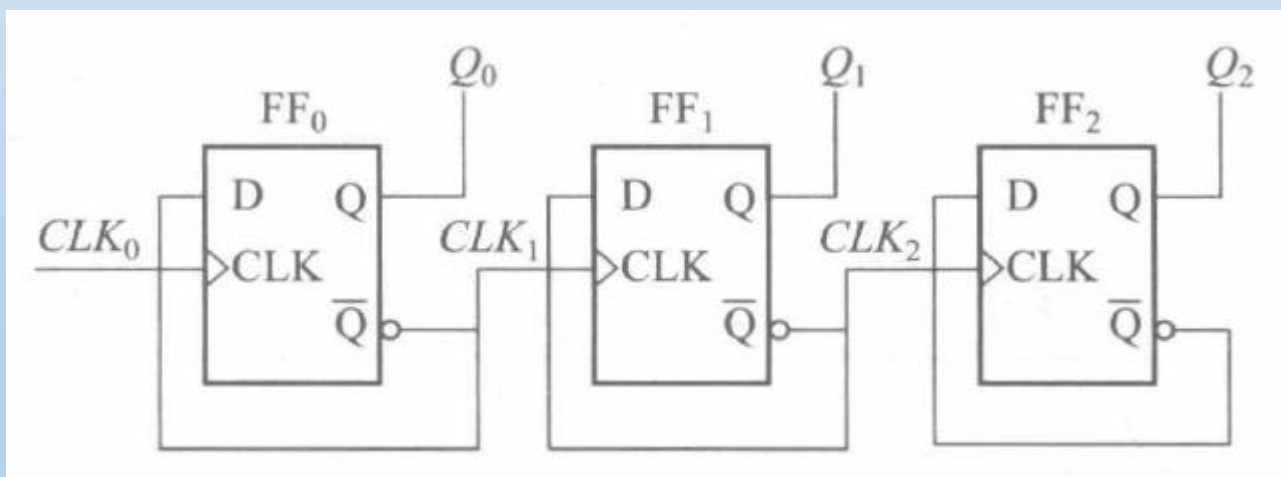 Q₀ Q₁ Q₂
FF₀ FF₁ FF₂
D Q D Q D Q
CLK₀ CLK₁ CLK₂
CLK CLK CLK
Q̅ Q̅ Q̅